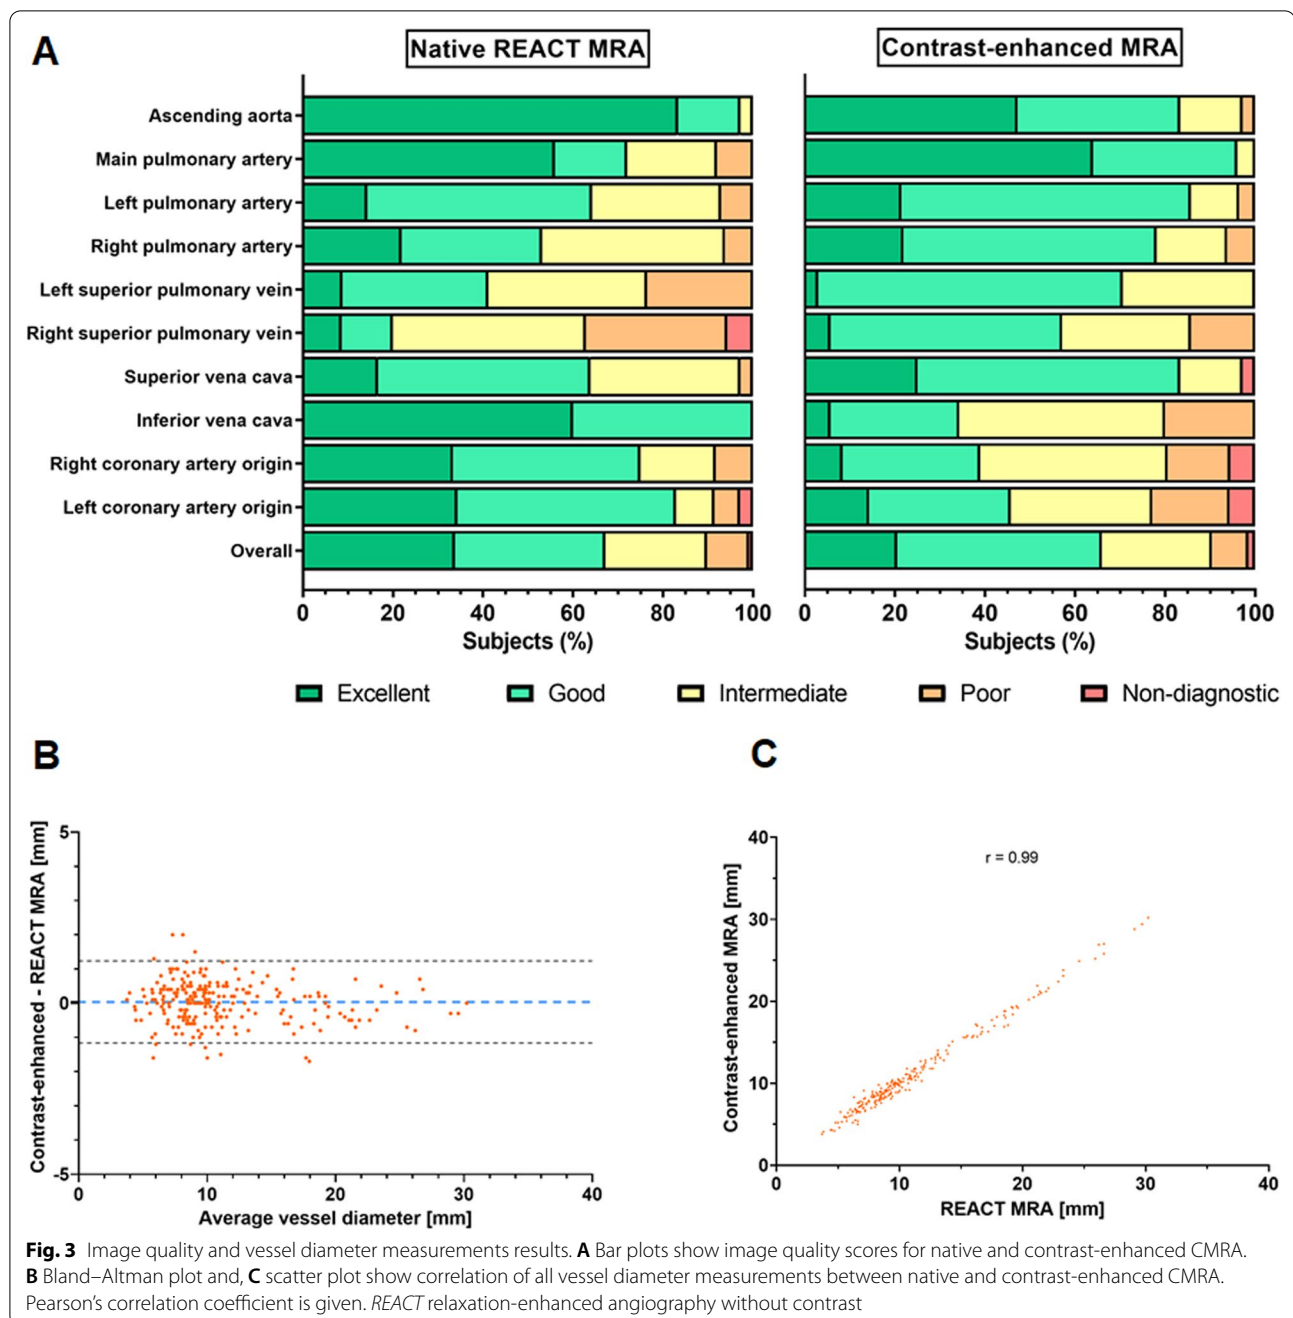 A
Native REACT MRA
Contrast-enhanced MRA
Ascending aorta
Main pulmonary artery
Left pulmonary artery
Right pulmonary artery
Left superior pulmonary vein
Right superior pulmonary vein
Superior vena cava
Inferior vena cava
Right coronary artery origin
Left coronary artery origin
Overall
0 20 40 60 80 100
Subjects (%)
0 20 40 60 80 100
Subjects (%)
Excellent Good Intermediate Poor Non-diagnostic
B
Contrast-enhanced - REACT MRA [mm]
5
0
-5
0 10 20 30 40
Average vessel diameter [mm]
C
Contrast-enhanced MRA [mm]
40
30
20
10
0
r = 0.99
0 10 20 30 40
REACT MRA [mm]
Fig. 3 Image quality and vessel diameter measurements results. A Bar plots show image quality scores for native and contrast-enhanced CMRA.
B Bland–Altman plot and, C scatter plot show correlation of all vessel diameter measurements between native and contrast-enhanced CMRA.
Pearson's correlation coefficient is given. REACT relaxation-enhanced angiography without contrast